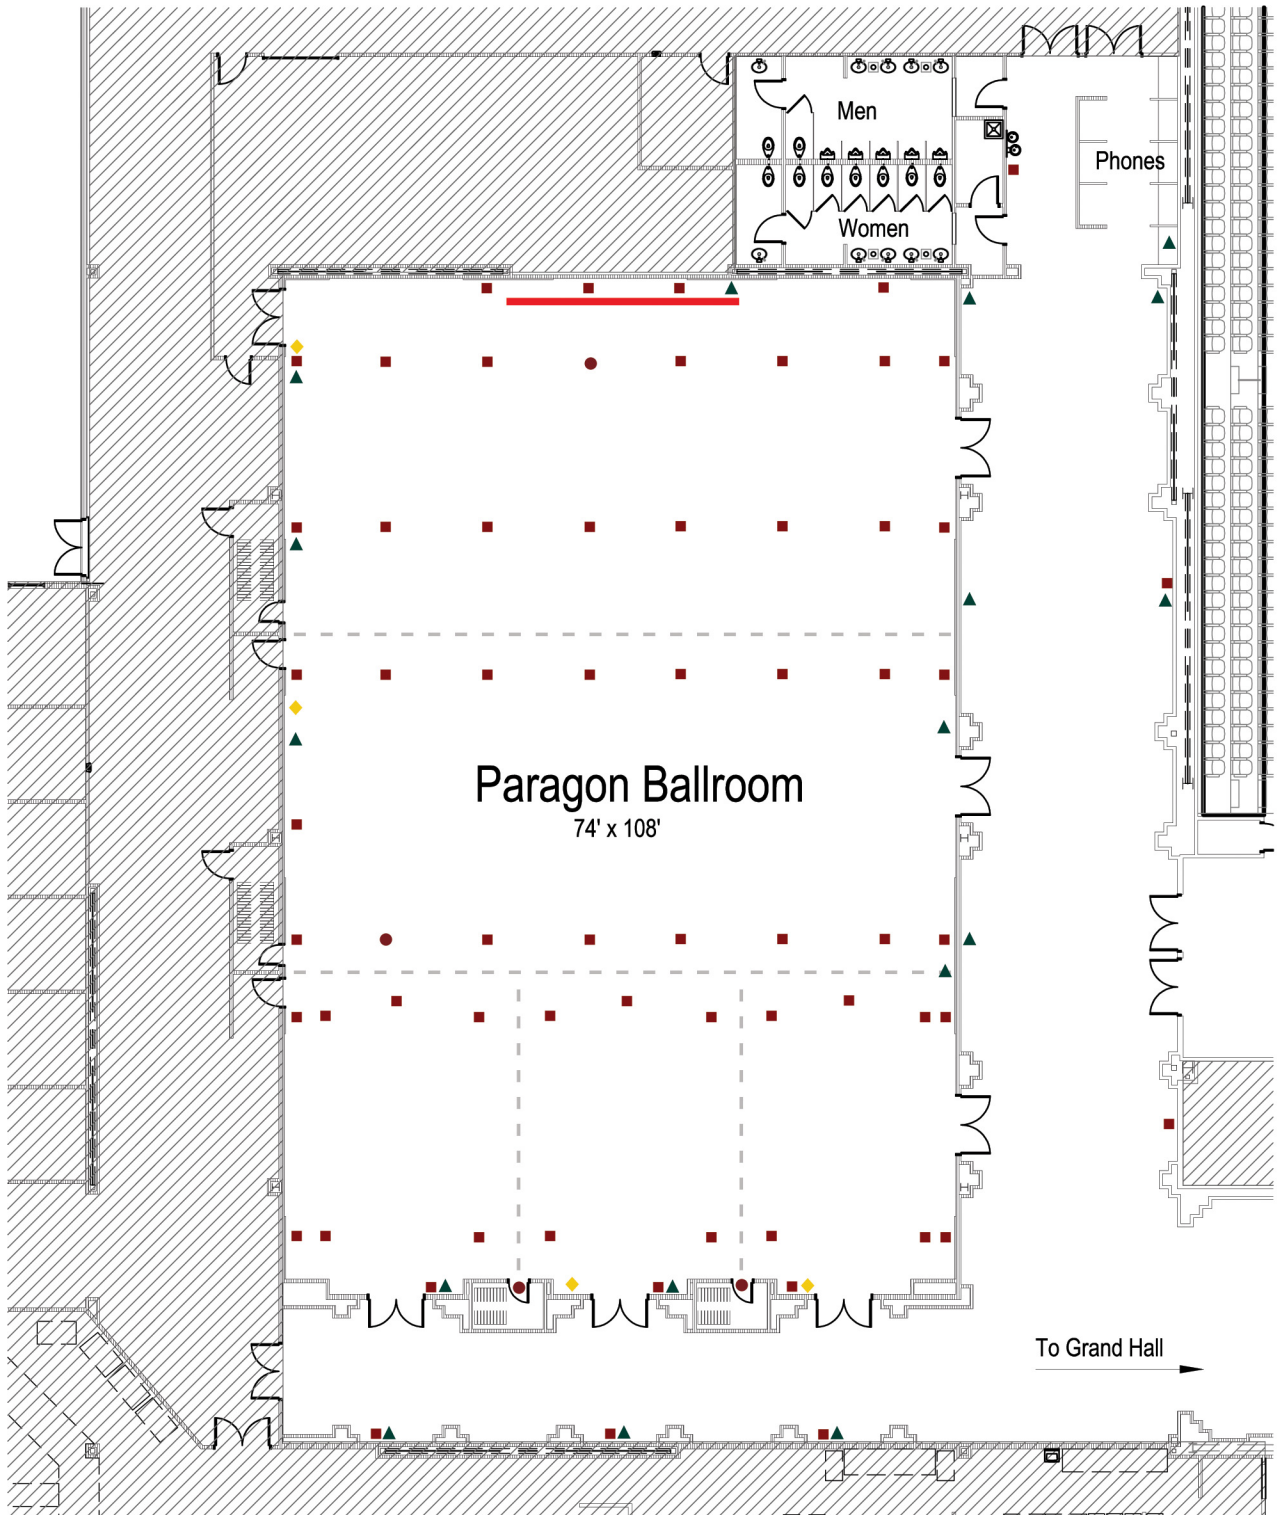 Men
Phones
Women
Paragon Ballroom
74' x 108'
To Grand Hall